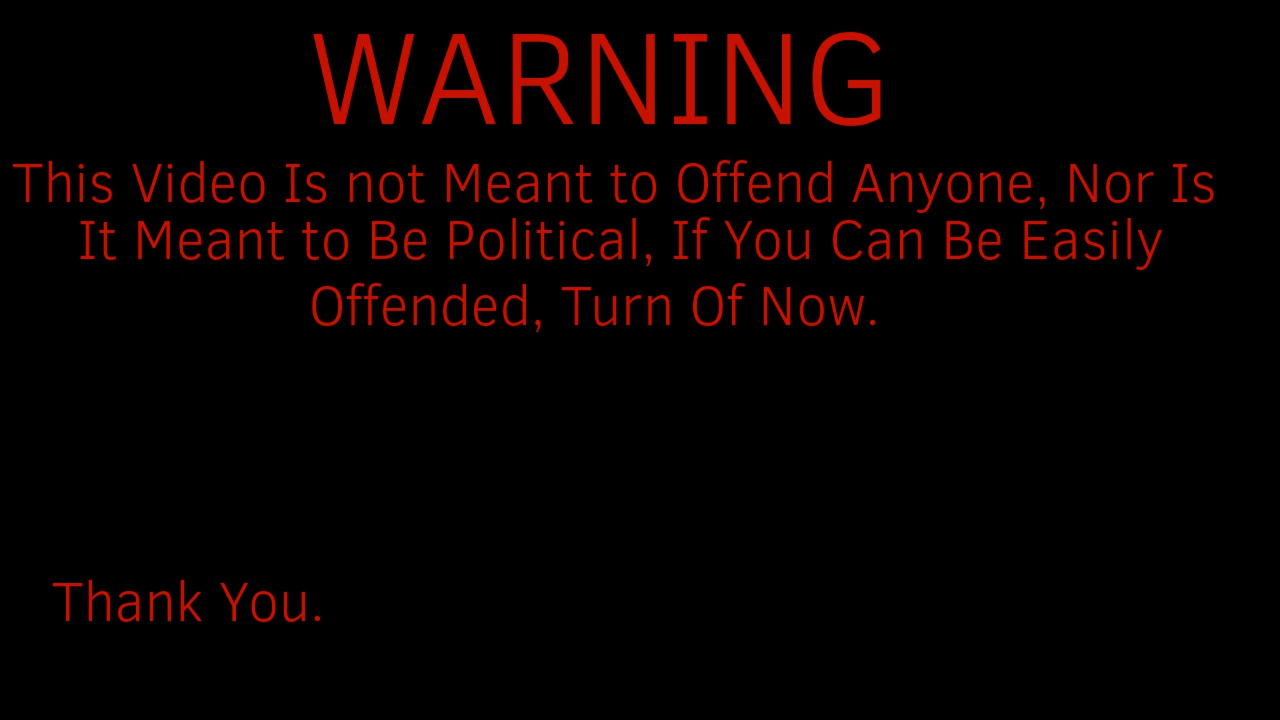 WARNING
This Video Is not Meant to Offend Anyone, Nor Is
It Meant to Be Political, If You Can Be Easily
Offended, Turn Of Now.
Thank You.